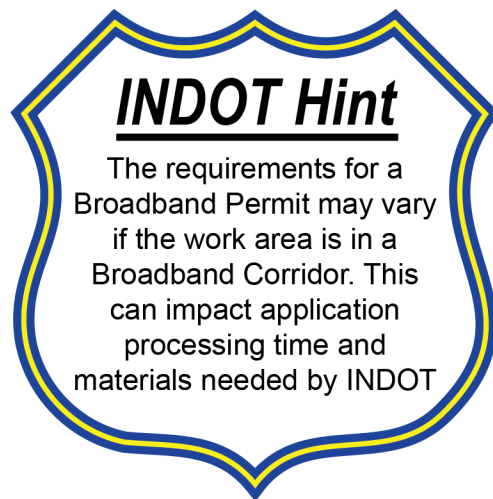 INDOT Hint
The requirements for a
Broadband Permit may vary
if the work area is in a
Broadband Corridor. This
can impact application
processing time and
materials needed by INDOT